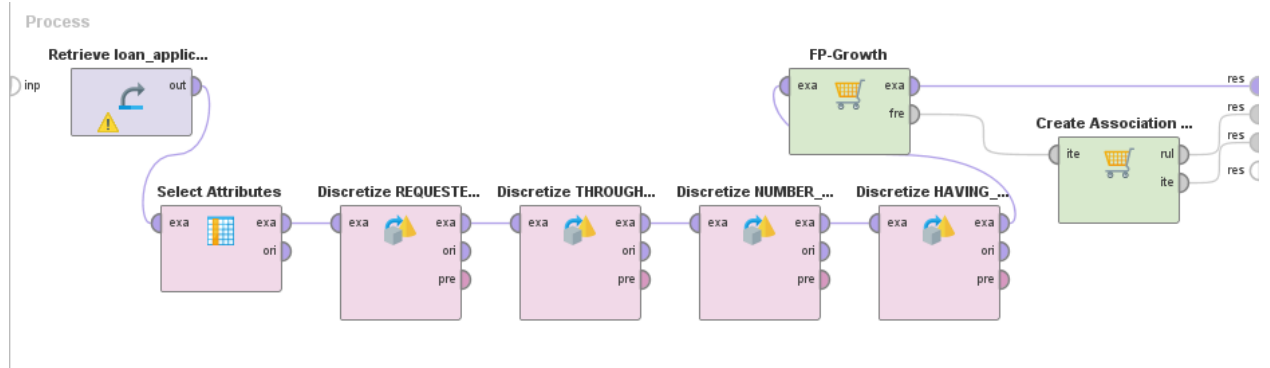 Process
Retrieve loan_applic...
inp
out
FP-Growth
exa
exa
fre
res
res
res
res
Create Association ...
ite
rul
ite
Select Attributes
exa
exa
ori
Discretize REQUESTE...
exa
exa
ori
pre
Discretize THROUGH...
exa
exa
ori
pre
Discretize NUMBER_...
exa
exa
ori
pre
Discretize HAVING_...
exa
exa
ori
pre